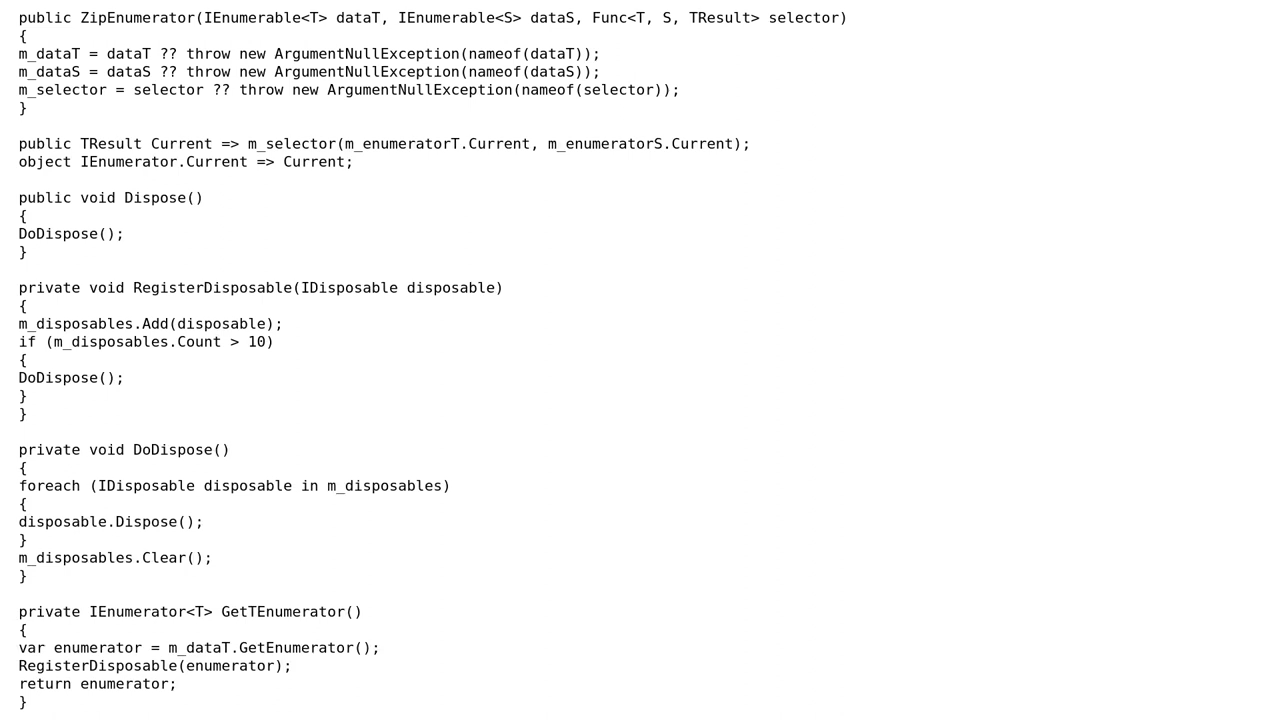 public ZipEnumerator(IEnumerable<T> dataT, IEnumerable<S> dataS, Func<T, S, TResult> selector)
{
m_dataT = dataT ?? throw new ArgumentNullException(nameof(dataT));
m_dataS = dataS ?? throw new ArgumentNullException(nameof(dataS));
m_selector = selector ?? throw new ArgumentNullException(nameof(selector));
}

public TResult Current => m_selector(m_enumeratorT.Current, m_enumeratorS.Current);
object IEnumerator.Current => Current;

public void Dispose()
{
DoDispose();
}

private void RegisterDisposable(IDisposable disposable)
{
m_disposables.Add(disposable);
if (m_disposables.Count > 10)
{
DoDispose();
}
}

private void DoDispose()
{
foreach (IDisposable disposable in m_disposables)
{
disposable.Dispose();
}
m_disposables.Clear();
}

private IEnumerator<T> GetTEnumerator()
{
var enumerator = m_dataT.GetEnumerator();
RegisterDisposable(enumerator);
return enumerator;
}